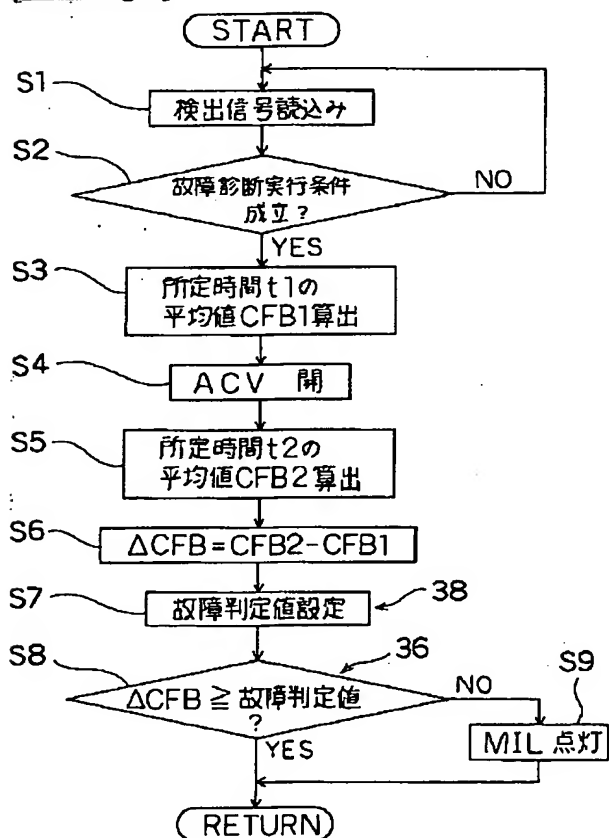 START
S1
検出信号読込み
S2
故障診断実行条件
成立?
NO
YES
S3
所定時間t1の
平均値CFB1算出
S4
ACV 開
S5
所定時間t2の
平均値CFB2算出
S6
ΔCFB=CFB2-CFB1
S7
故障判定値設定
38
S8
36
ΔCFB≧故障判定値
?
NO
S9
YES
MIL 点灯
RETURN